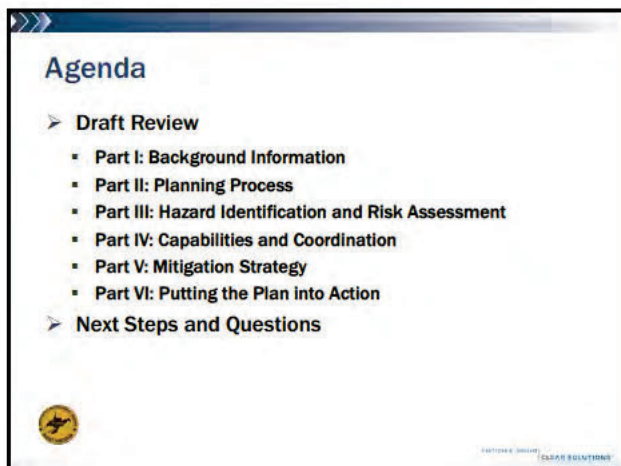 Agenda
➢ Draft Review
▪ Part I: Background Information
▪ Part II: Planning Process
▪ Part III: Hazard Identification and Risk Assessment
▪ Part IV: Capabilities and Coordination
▪ Part V: Mitigation Strategy
▪ Part VI: Putting the Plan into Action
➢ Next Steps and Questions
CLEAR SOLUTIONS